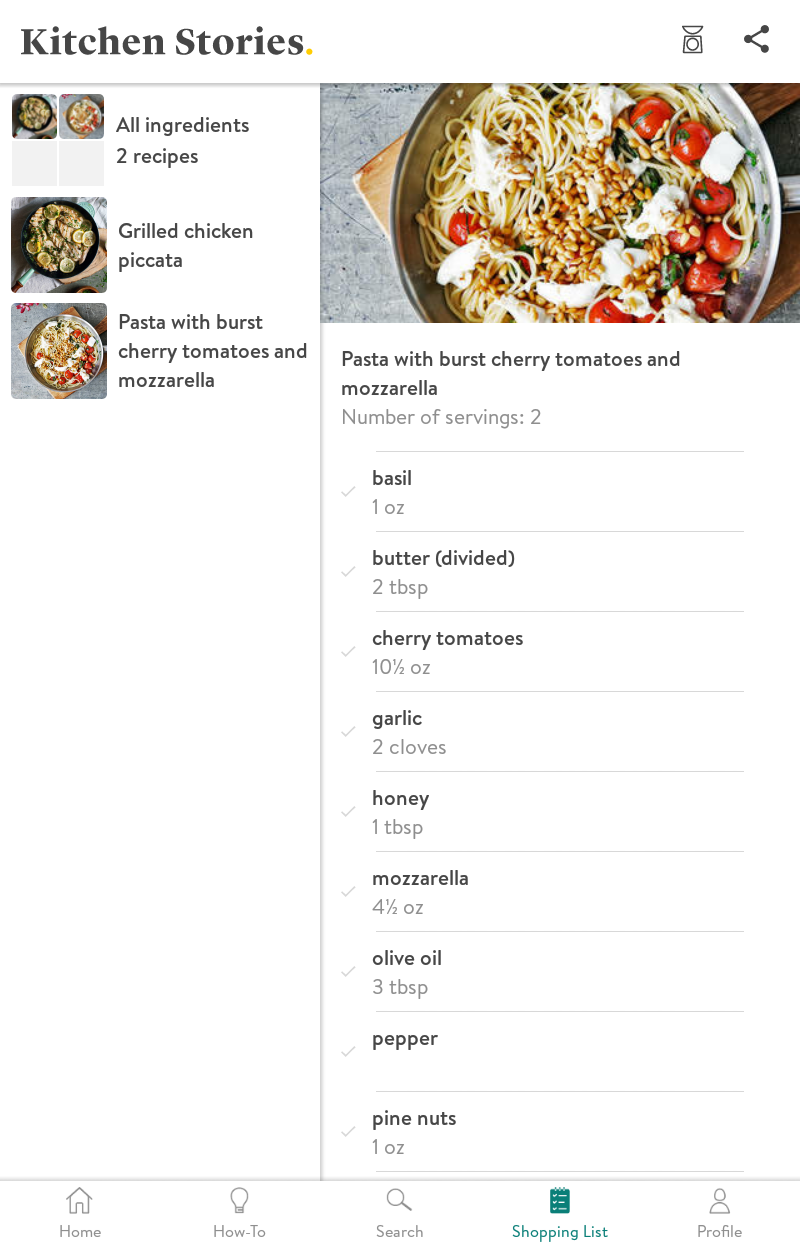 Kitchen Stories.
All ingredients
2 recipes
Grilled chicken
piccata
Pasta with burst
cherry tomatoes and
mozzarella
Pasta with burst cherry tomatoes and
mozzarella
Number of servings: 2
basil
1 oz
butter (divided)
2 tbsp
cherry tomatoes
10½ oz
garlic
2 cloves
honey
1 tbsp
mozzarella
4½ oz
olive oil
3 tbsp
pepper
pine nuts
1 oz
Home
How-To
Search
Shopping List
Profile